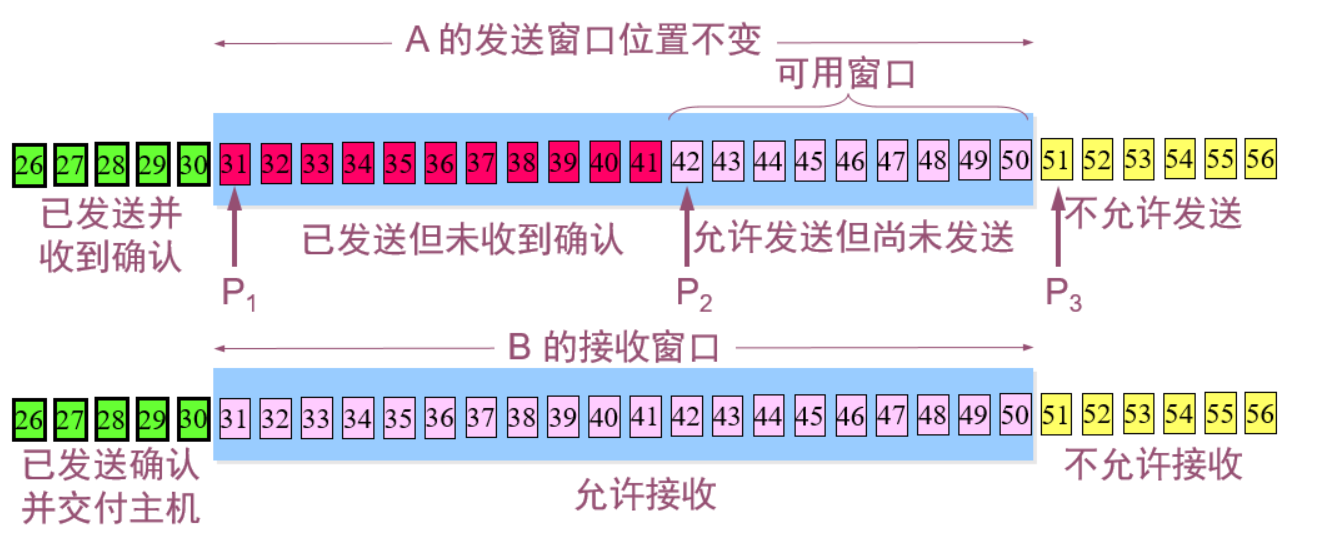 A 的发送窗口位置不变
可用窗口
26 27 28 29 30 31 32 33 34 35 36 37 38 39 40 41 42 43 44 45 46 47 48 49 50 51 52 53 54 55 56
已发送并
收到确认
已发送但未收到确认
允许发送但尚未发送
不允许发送
P1
P2
P3
B 的接收窗口
26 27 28 29 30 31 32 33 34 35 36 37 38 39 40 41 42 43 44 45 46 47 48 49 50 51 52 53 54 55 56
已发送确认
并交付主机
允许接收
不允许接收